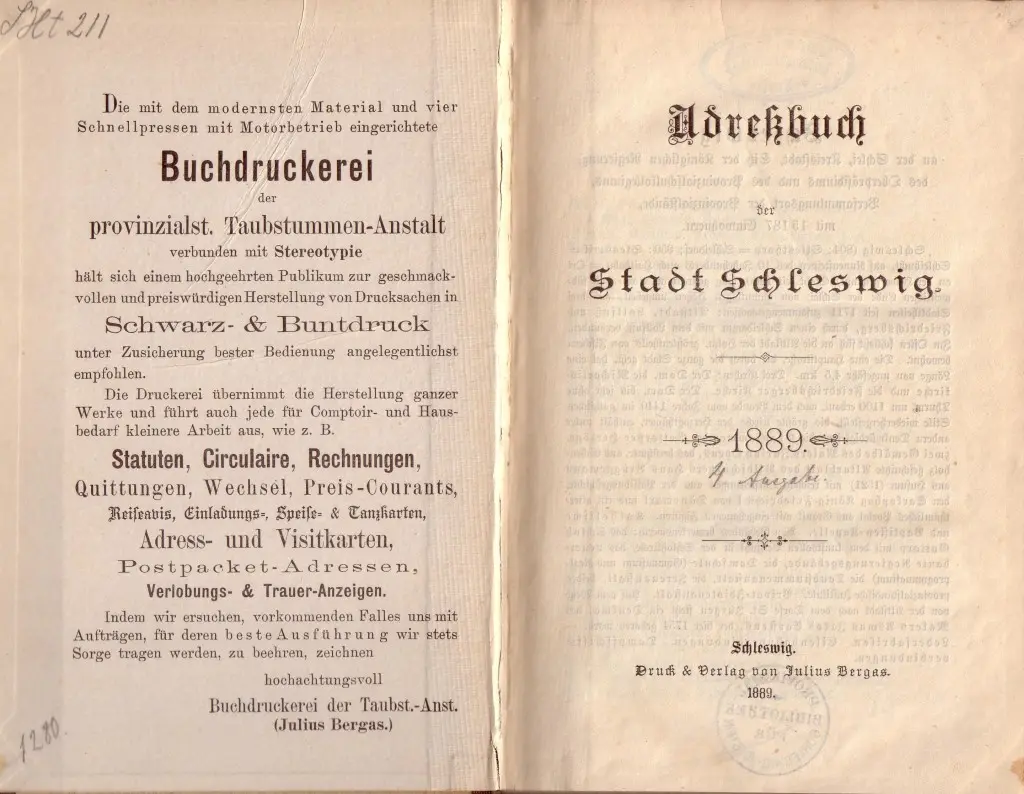 Die mit dem modernsten Material und vier
Schnellpressen mit Motorbetrieb eingerichtete
Buchdruckerei
der
provinzialst. Taubstummen-Anstalt
verbunden mit Stereotypie
hält sich einem hochgeehrten Publikum zur geschmack-
vollen und preiswürdigen Herstellung von Drucksachen in
Schwarz- & Buntdruck
unter Zusicherung bester Bedienung angelegentlichst
empfohlen.
Die Druckerei übernimmt die Herstellung ganzer
Werke und führt auch jede für Comptoir- und Haus-
bedarf kleinere Arbeit aus, wie z. B.
Statuten, Circulaire, Rechnungen,
Quittungen, Wechsel, Preis-Courants,
Reiseavis, Einladungs-, Speise- & Tanzkarten,
Adress- und Visitkarten,
Postpacket-Adressen,
Verlobungs- & Trauer-Anzeigen.
Indem wir ersuchen, vorkommenden Falles uns mit
Aufträgen, für deren beste Ausführung wir stets
Sorge tragen werden, zu beehren, zeichnen
hochachtungsvoll
Buchdruckerei der Taubst.-Anst.
(Julius Bergas.)
1280.
Adreßbuch
der
Stadt Schleswig.
1889.
4 Ausgabe
Schleswig.
Druck & Verlag von Julius Bergas.
1889.